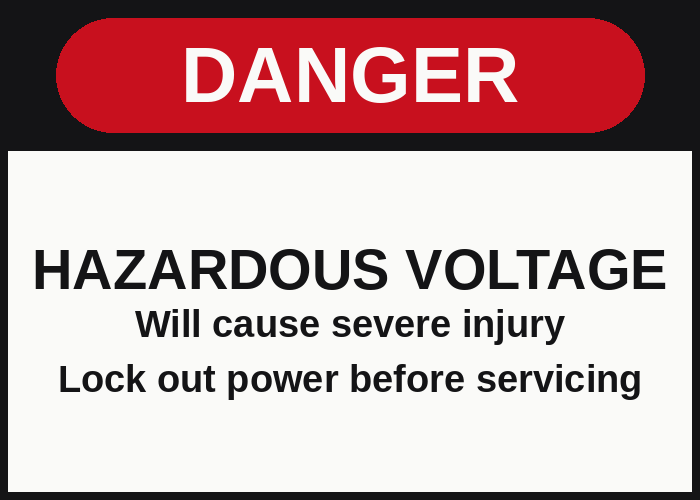 DANGER
HAZARDOUS VOLTAGE
Will cause severe injury
Lock out power before servicing